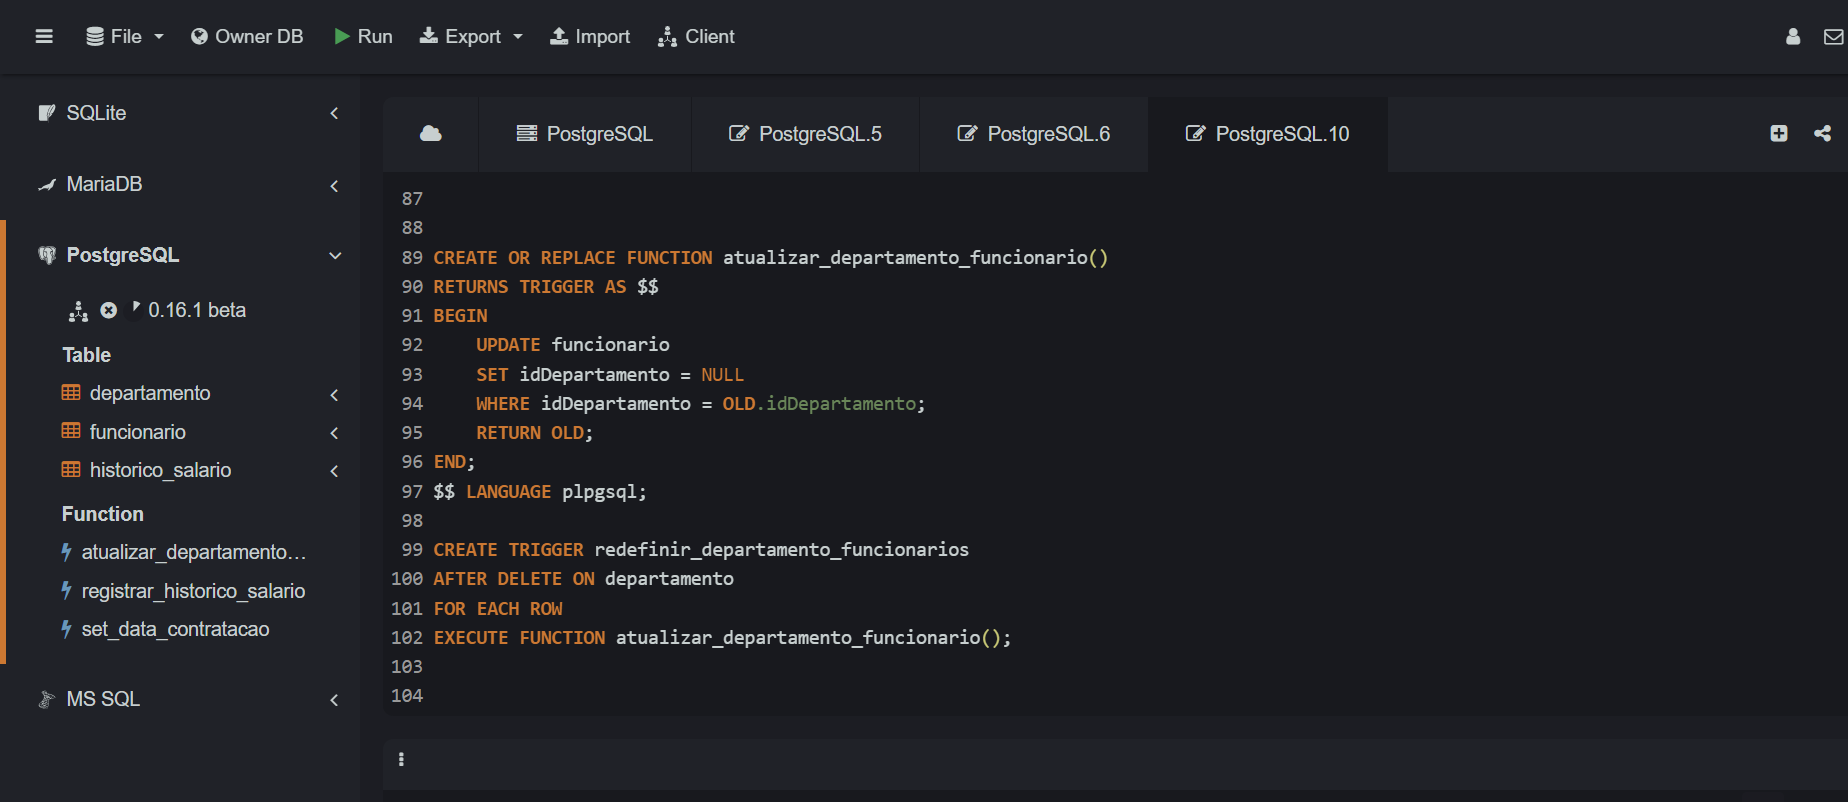 File Owner DB Run Export Import Client
SQLite
MariaDB
PostgreSQL
0.16.1 beta
Table
departamento
funcionario
historico_salario
Function
atualizar_departamento…
registrar_historico_salario
set_data_contratacao
MS SQL
PostgreSQL PostgreSQL.5 PostgreSQL.6 PostgreSQL.10
87
88
89 CREATE OR REPLACE FUNCTION atualizar_departamento_funcionario()
90 RETURNS TRIGGER AS $$
91 BEGIN
92     UPDATE funcionario
93     SET idDepartamento = NULL
94     WHERE idDepartamento = OLD.idDepartamento;
95     RETURN OLD;
96 END;
97 $$ LANGUAGE plpgsql;
98
99 CREATE TRIGGER redefinir_departamento_funcionarios
100 AFTER DELETE ON departamento
101 FOR EACH ROW
102 EXECUTE FUNCTION atualizar_departamento_funcionario();
103
104